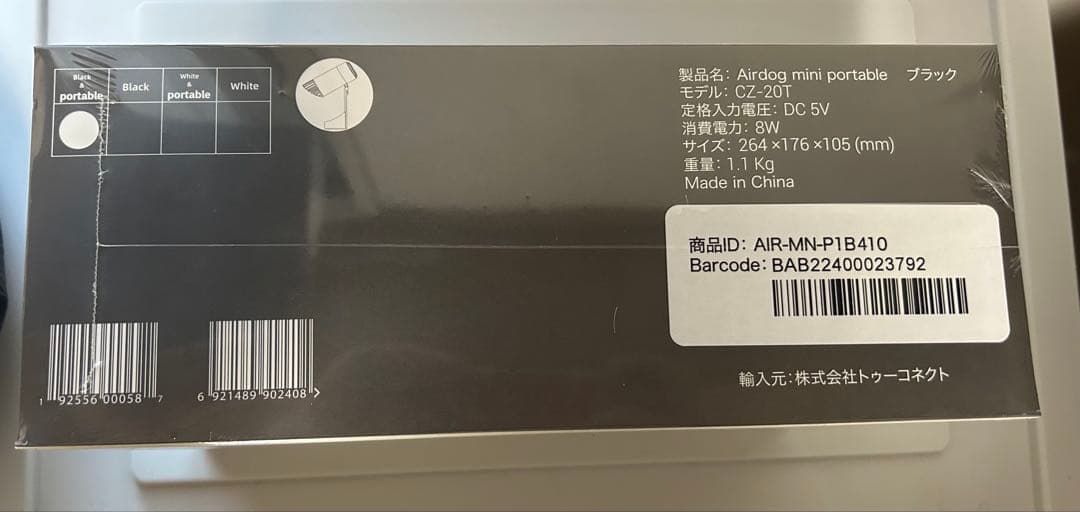 Black
&
portable
Black
White
&
portable
White
製品名: Airdog mini portable ブラック
モデル: CZ-20T
定格入力電圧: DC 5V
消費電力: 8W
サイズ: 264×176×105 (mm)
重量: 1.1 Kg
Made in China
商品ID: AIR-MN-P1B410
Barcode: BAB22400023792
1 92556 00058 7
6 921489 902408 >
輸入元:株式会社トゥーコネクト